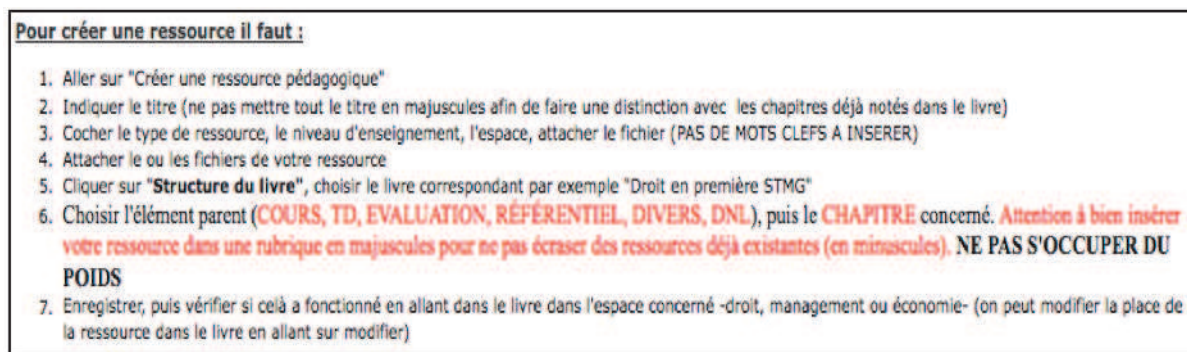 Pour créer une ressource il faut :
1. Aller sur "Créer une ressource pédagogique"
2. Indiquer le titre (ne pas mettre tout le titre en majuscules afin de faire une distinction avec les chapitres déjà notés dans le livre)
3. Cocher le type de ressource, le niveau d'enseignement, l'espace, attacher le fichier (PAS DE MOTS CLEFS A INSERER)
4. Attacher le ou les fichiers de votre ressource
5. Cliquer sur "Structure du livre", choisir le livre correspondant par exemple "Droit en première STMG"
6. Choisir l'élément parent (COURS, TD, EVALUATION, RÉFÉRENTIEL, DIVERS, DNL), puis le CHAPITRE concerné. Attention à bien insérer
votre ressource dans une rubrique en majuscules pour ne pas écraser des ressources déjà existantes (en minuscules). NE PAS S'OCCUPER DU
POIDS
7. Enregistrer, puis vérifier si celà a fonctionné en allant dans le livre dans l'espace concerné -droit, management ou économie- (on peut modifier la place de
la ressource dans le livre en allant sur modifier)